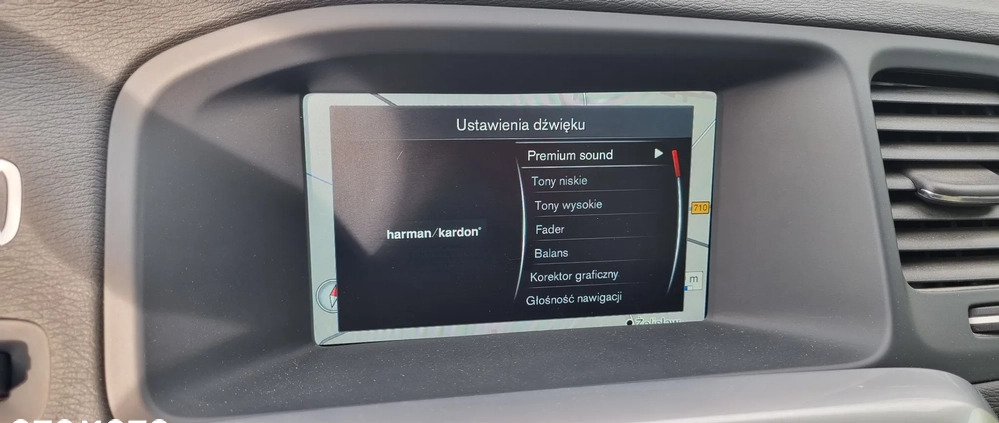 Ustawienia dźwięku
Premium sound
Tony niskie
Tony wysokie
Fader
Balans
Korektor graficzny
Głośność nawigacji
harman/kardon®
710
m